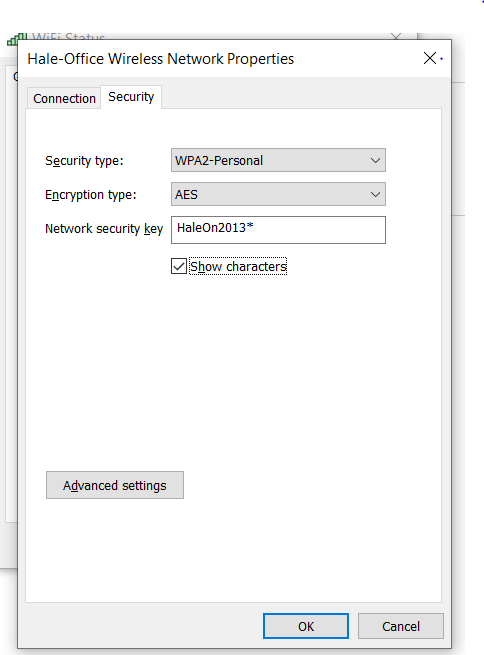 WiFi Status
Hale-Office Wireless Network Properties
Connection
Security
Security type:
WPA2-Personal
Encryption type:
AES
Network security key
HaleOn2013*
Show characters
Advanced settings
OK
Cancel